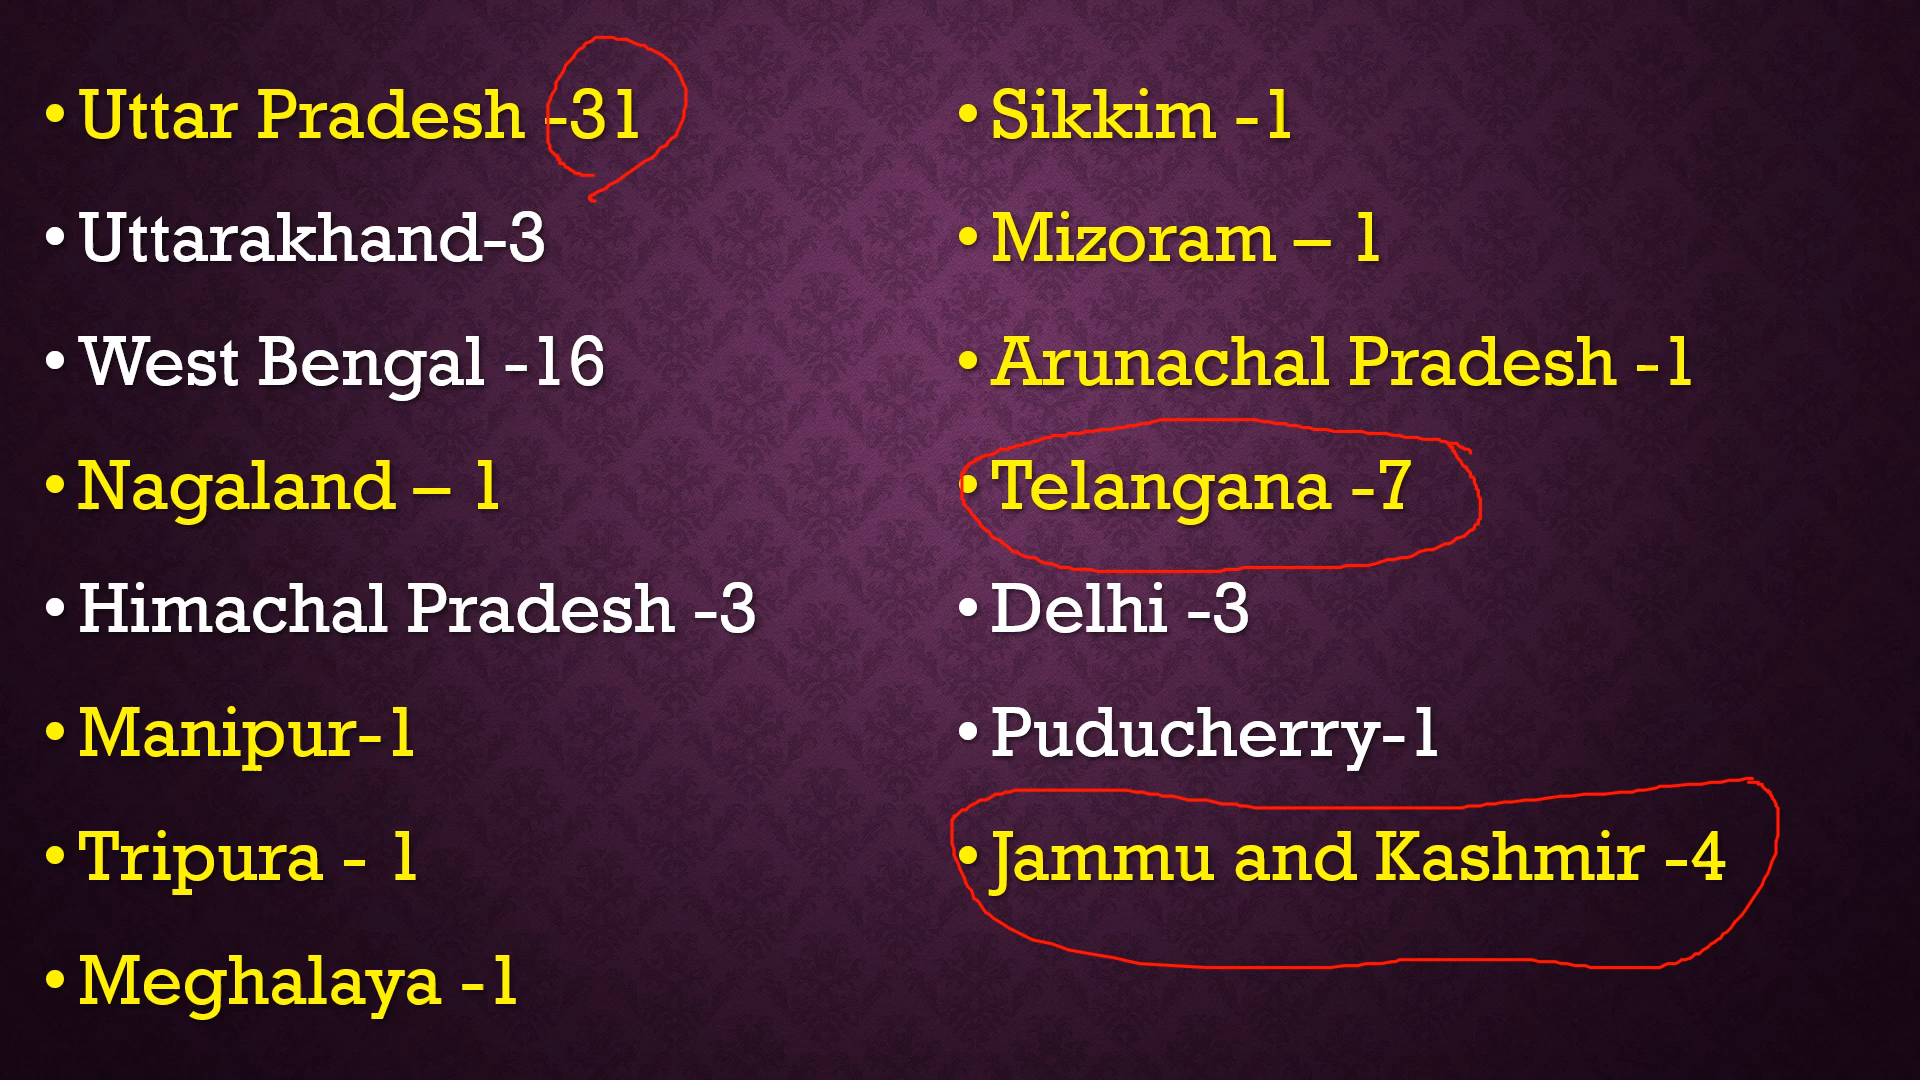 • Uttar Pradesh -31
• Uttarakhand-3
• West Bengal -16
• Nagaland – 1
• Himachal Pradesh -3
• Manipur-1
• Tripura - 1
• Meghalaya -1
• Sikkim -1
• Mizoram – 1
• Arunachal Pradesh -1
• Telangana -7
• Delhi -3
• Puducherry-1
• Jammu and Kashmir -4